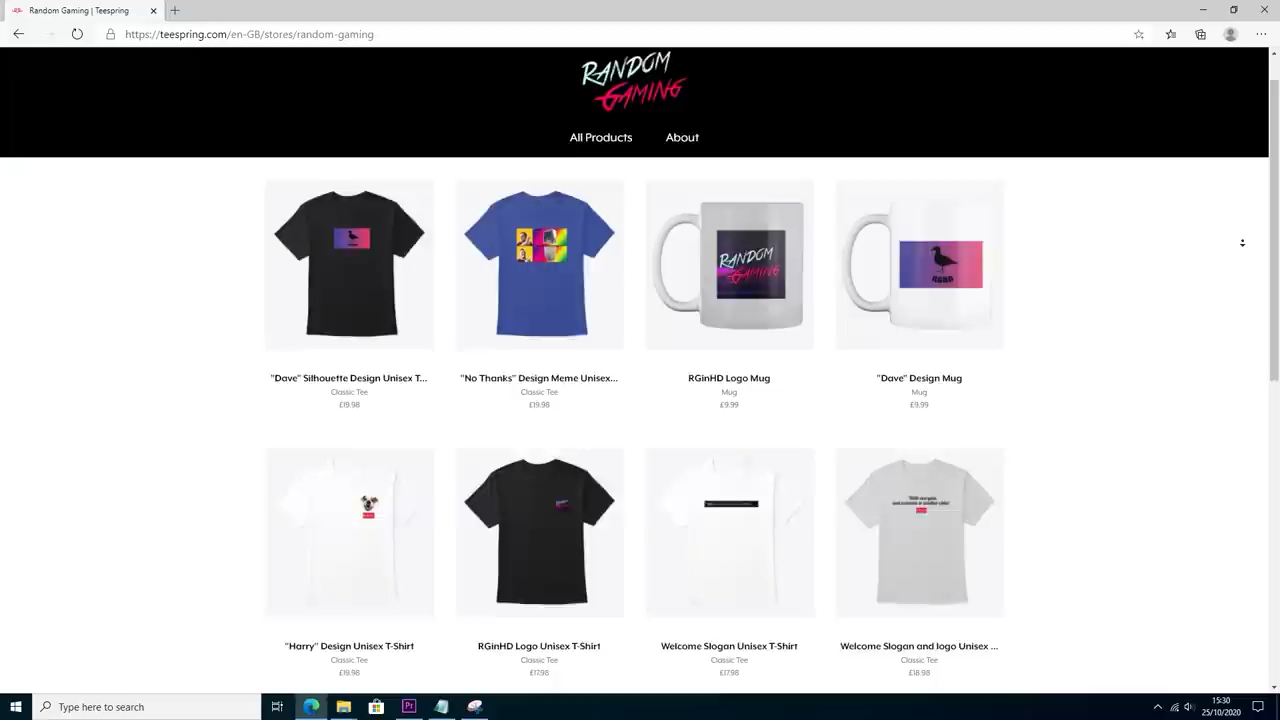 Random Gaming | Teespring
https://teespring.com/en-GB/stores/random-gaming
RANDOM
GAMING
All Products
About
RANDOM
GAMING
"Dave" Silhouette Design Unisex T...
Classic Tee
£19.98
"No Thanks" Design Meme Unisex...
Classic Tee
£19.98
RGinHD Logo Mug
Mug
£9.99
"Dave" Design Mug
Mug
£9.99
"Harry" Design Unisex T-Shirt
Classic Tee
£19.98
RGinHD Logo Unisex T-Shirt
Classic Tee
£17.98
Welcome Slogan Unisex T-Shirt
Classic Tee
£17.98
Welcome Slogan and logo Unisex ...
Classic Tee
£18.98
Type here to search
Pr
15:30
25/10/2020